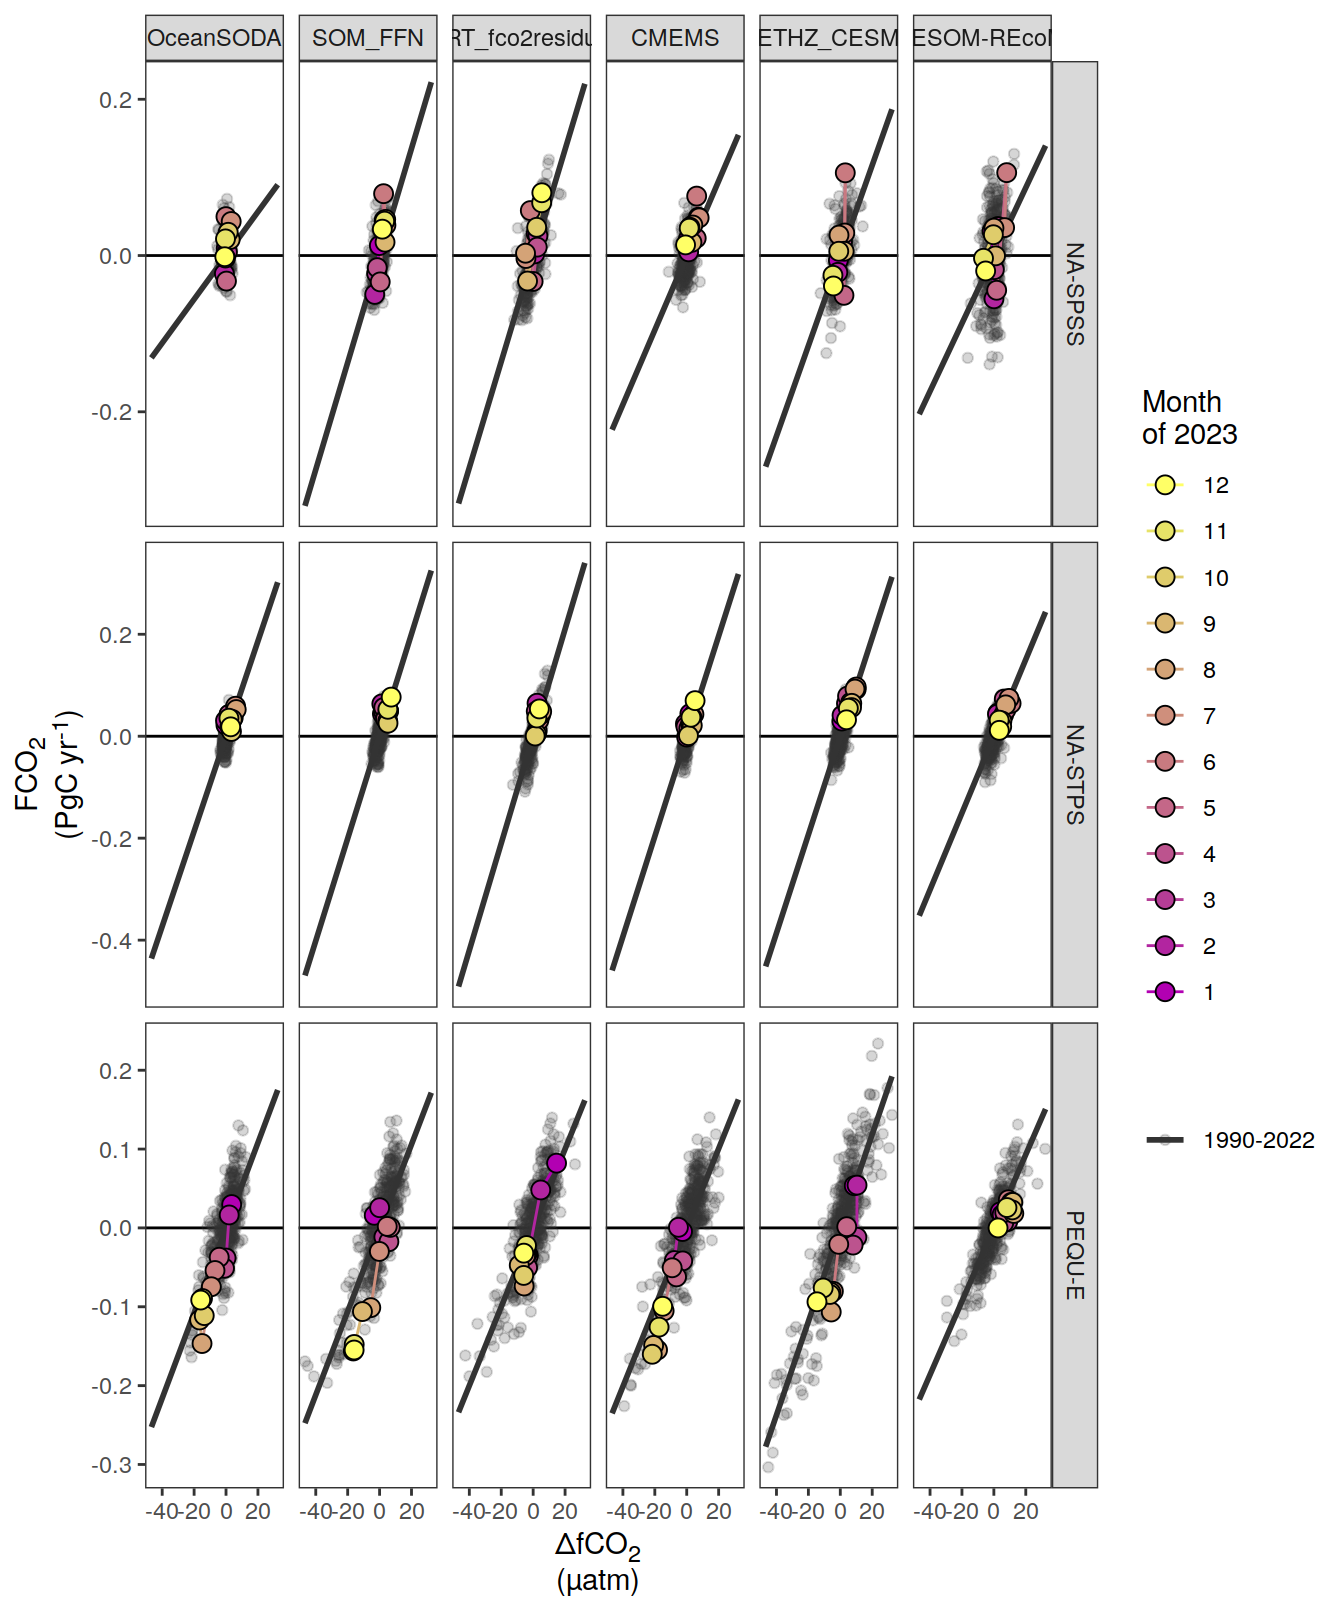 OceanSODA SOM_FFN RT_fco2residu CMEMS ETHZ_CESM ESOM-REcoM
0.2
0.0
-0.2
NA-SPSS
0.2
0.0
-0.2
-0.4
NA-STPS
0.2
0.1
0.0
-0.1
-0.2
-0.3
PEQU-E
-40 -20 0 20 -40 -20 0 20 -40 -20 0 20 -40 -20 0 20 -40 -20 0 20 -40 -20 0 20
FCO₂
(PgC yr⁻¹)
ΔfCO₂
(µatm)
Month
of 2023
12
11
10
9
8
7
6
5
4
3
2
1
1990-2022